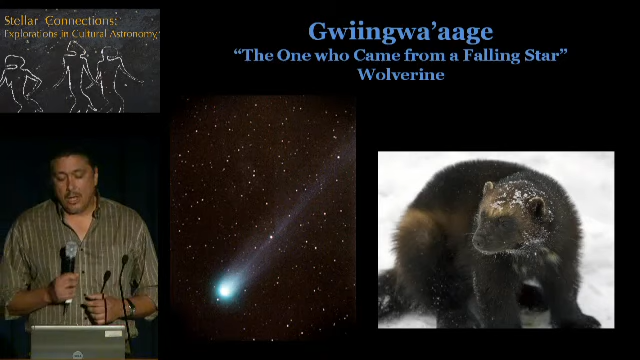 Stellar Connections:
Explorations in Cultural Astronomy
Gwiingwa’aage
“The One who Came from a Falling Star”
Wolverine